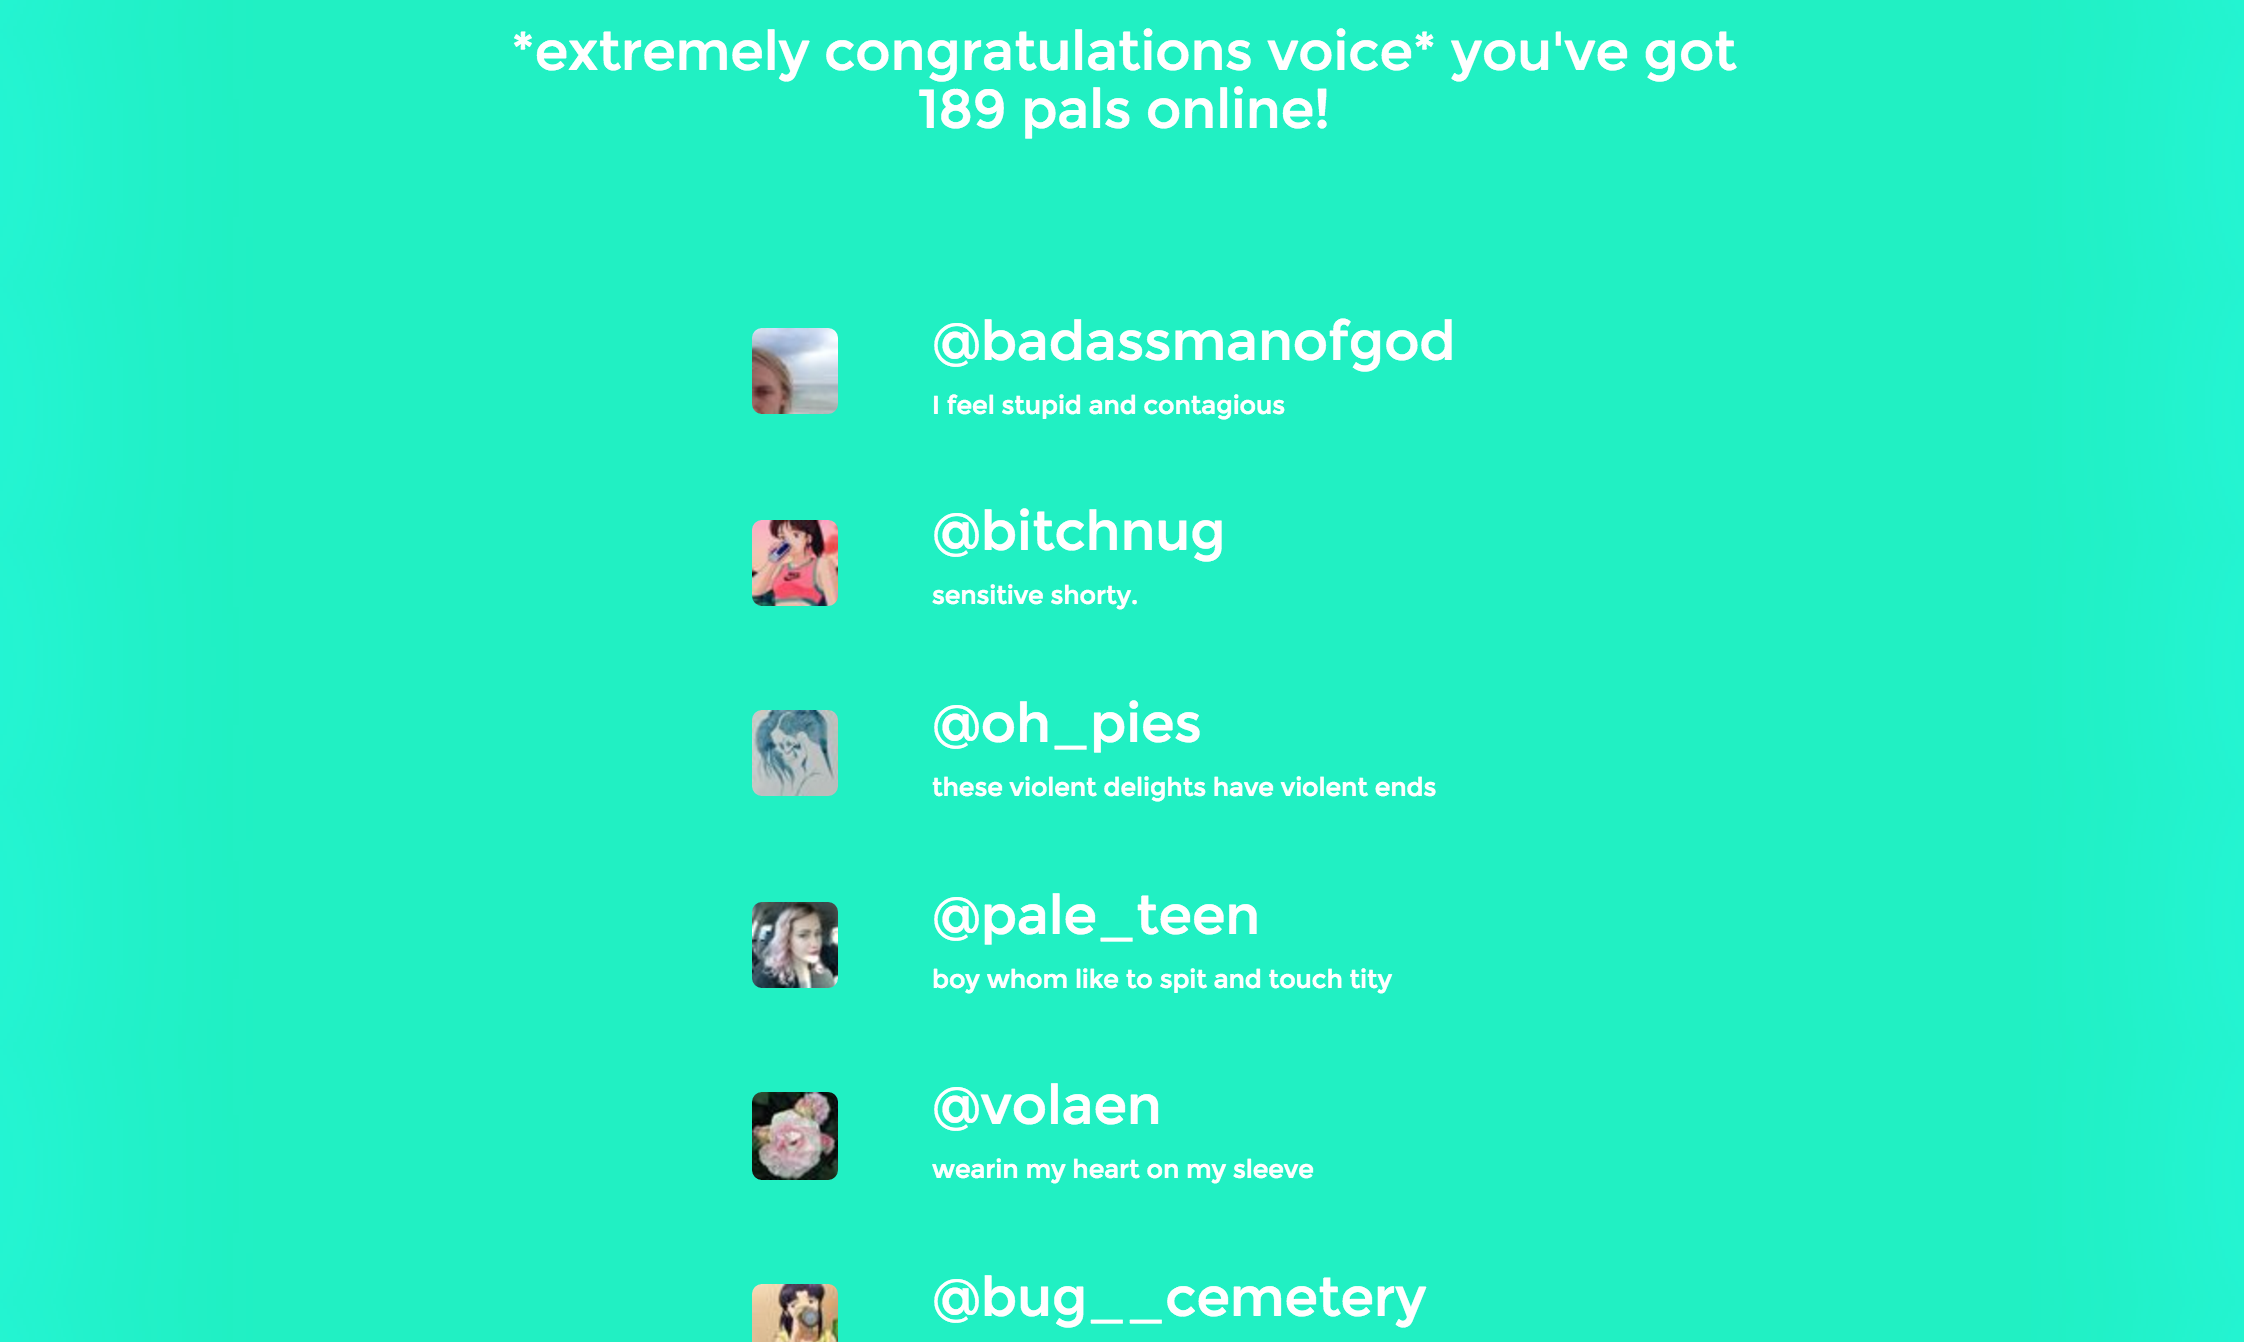 *extremely congratulations voice* you've got
189 pals online!
@badassmanofgod
I feel stupid and contagious
@bitchnug
sensitive shorty.
@oh_pies
these violent delights have violent ends
@pale_teen
boy whom like to spit and touch tity
@volaen
wearin my heart on my sleeve
@bug__cemetery